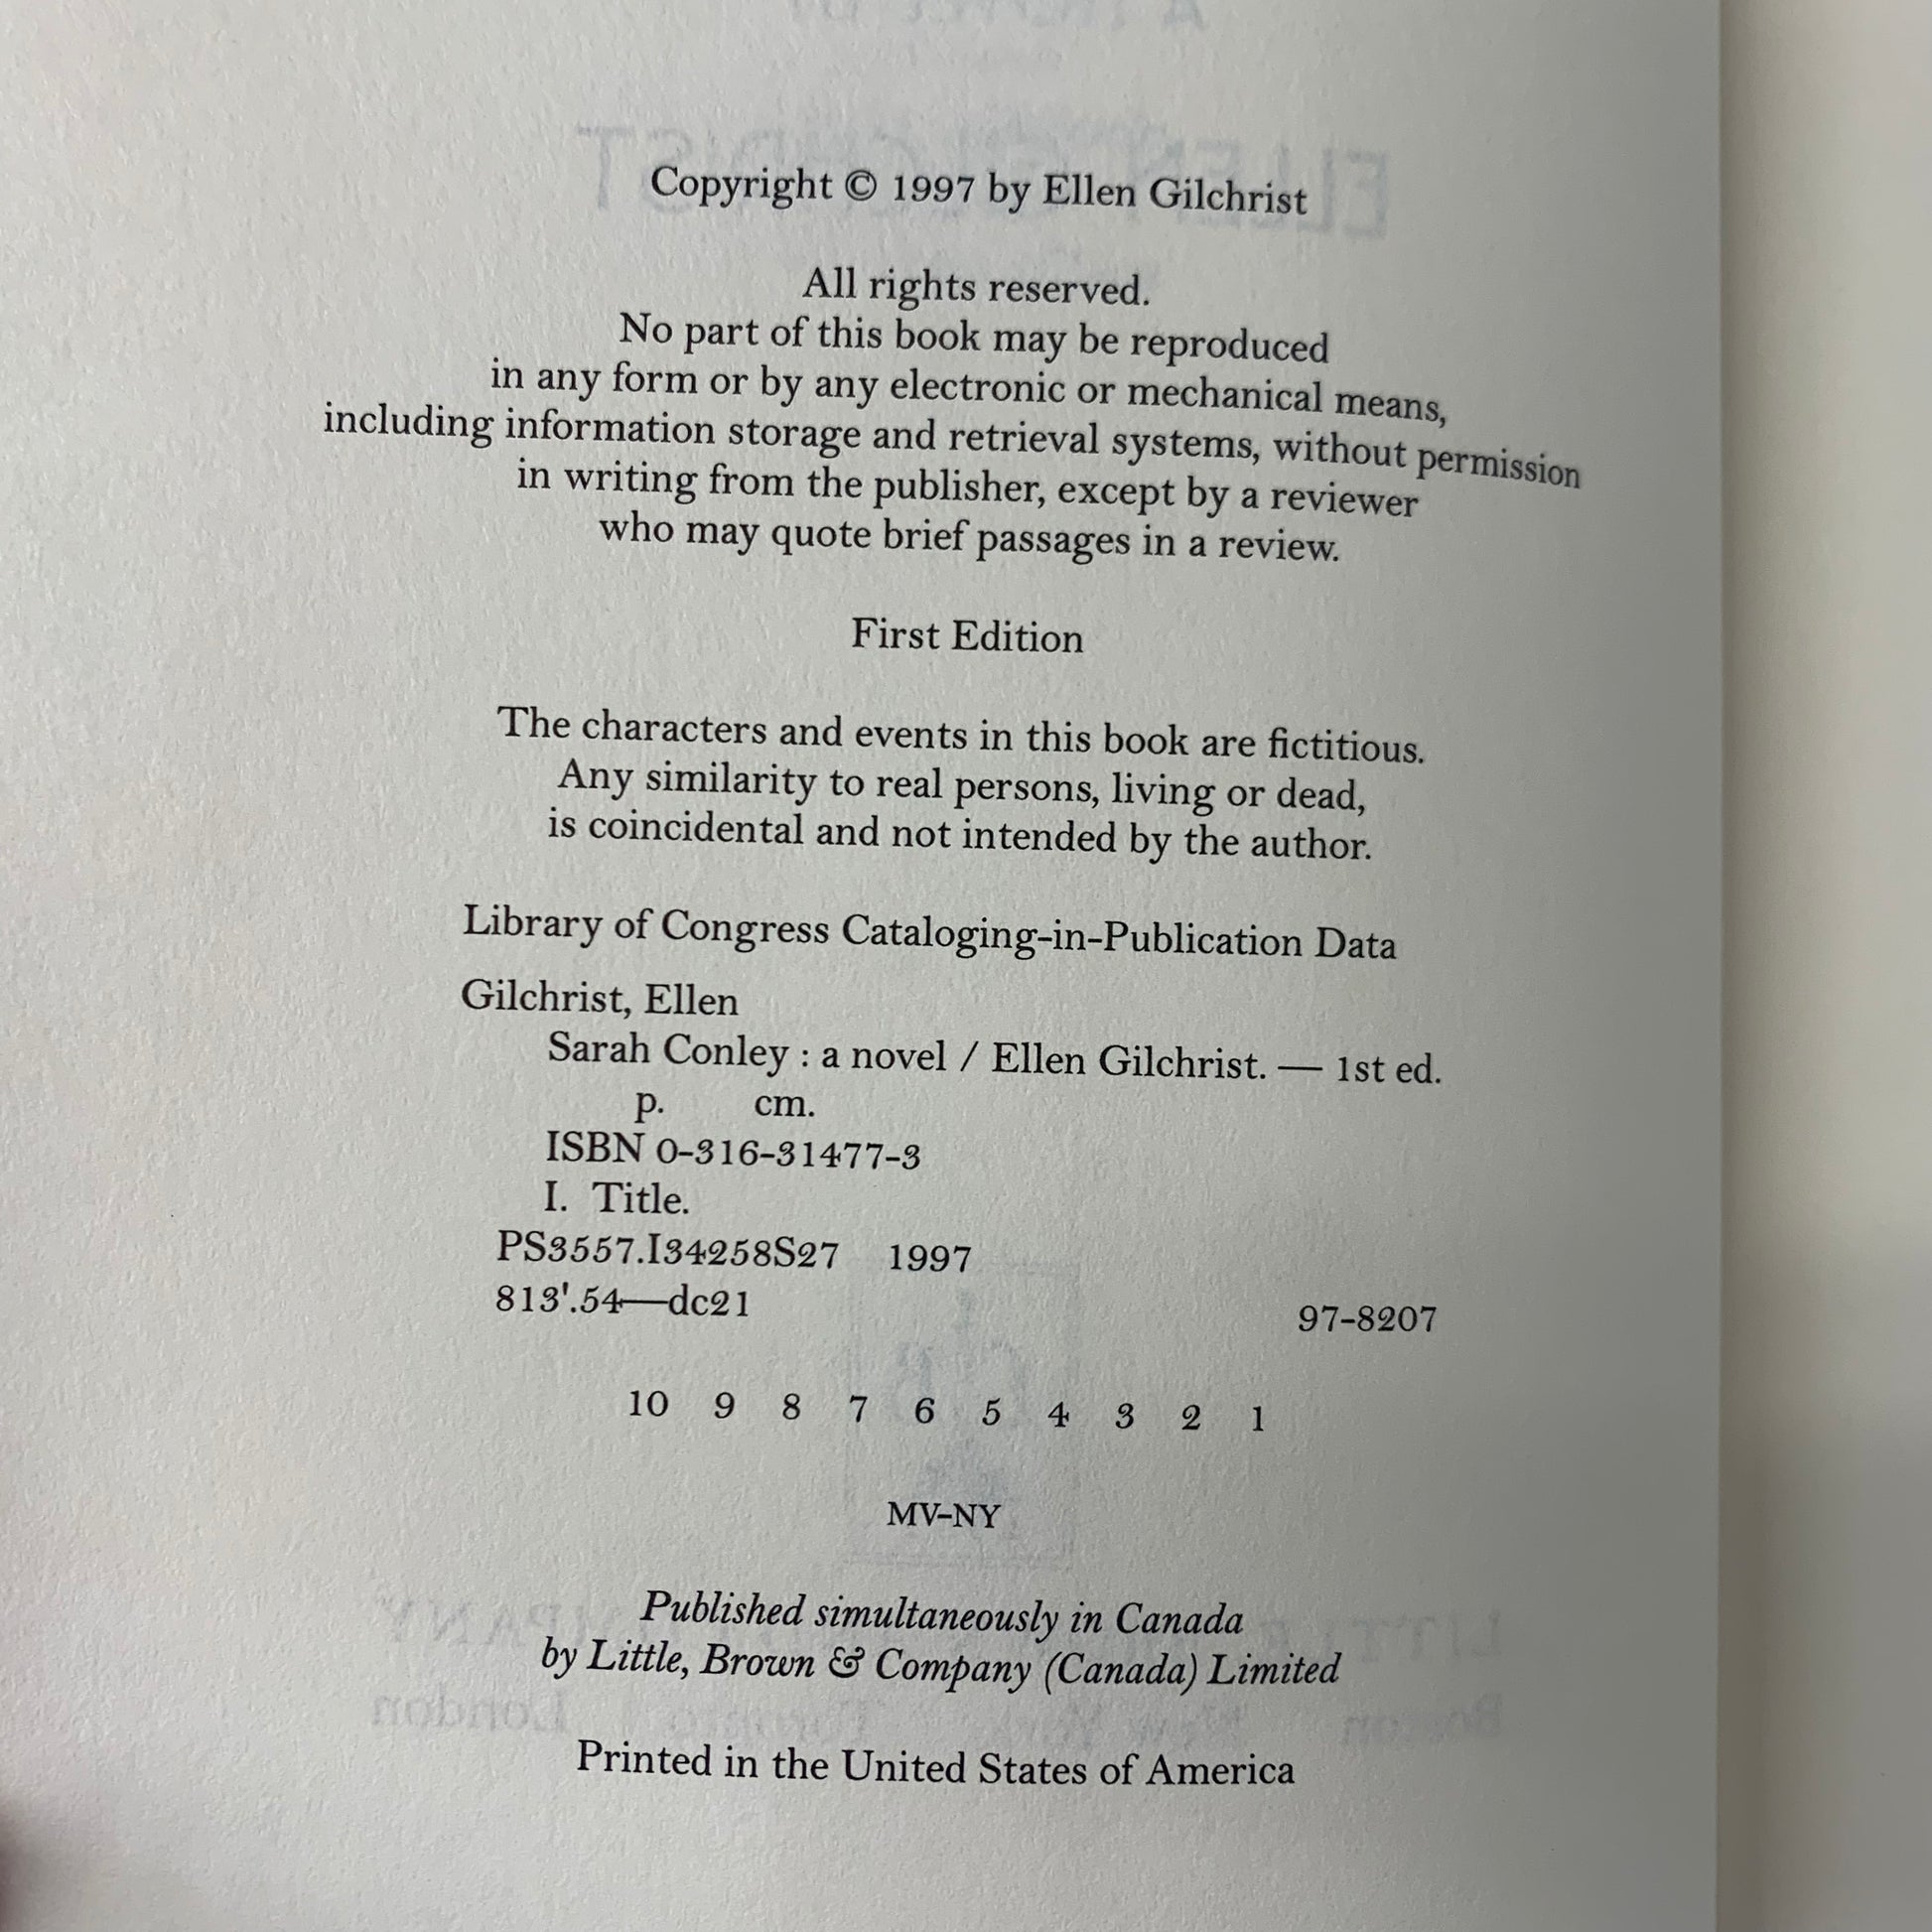 Copyright © 1997 by Ellen Gilchrist
All rights reserved.
No part of this book may be reproduced
in any form or by any electronic or mechanical means,
including information storage and retrieval systems, without permission
in writing from the publisher, except by a reviewer
who may quote brief passages in a review.
First Edition
The characters and events in this book are fictitious.
Any similarity to real persons, living or dead,
is coincidental and not intended by the author.
Library of Congress Cataloging-in-Publication Data
Gilchrist, Ellen
Sarah Conley : a novel / Ellen Gilchrist. — 1st ed.
p. cm.
ISBN 0-316-31477-3
I. Title.
PS3557.I34258S27 1997
813'.54—dc21 97-8207
10 9 8 7 6 5 4 3 2 1
MV-NY
Published simultaneously in Canada
by Little, Brown & Company (Canada) Limited
Printed in the United States of America